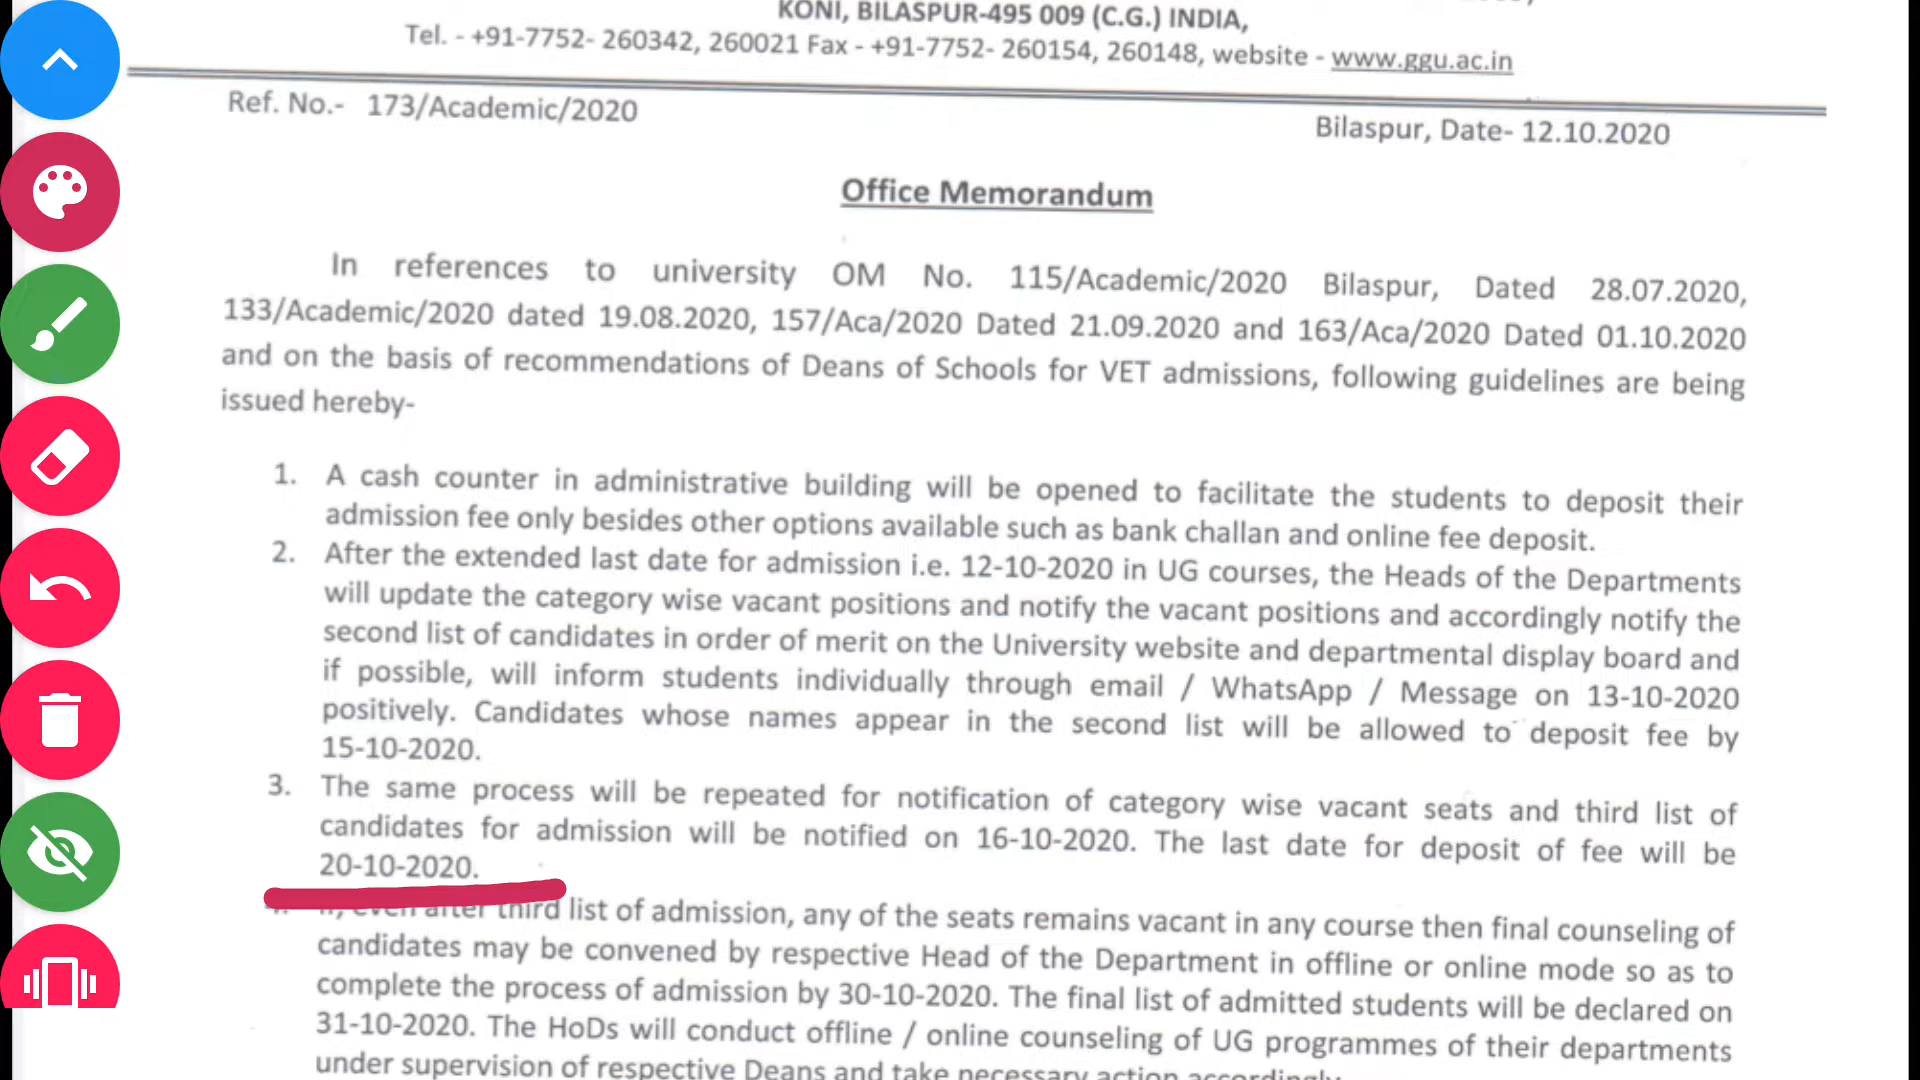 KONI, BILASPUR-495 009 (C.G.) INDIA,
Tel. - +91-7752- 260342, 260021 Fax - +91-7752- 260154, 260148, website - www.ggu.ac.in
Ref. No.- 173/Academic/2020
Bilaspur, Date- 12.10.2020
Office Memorandum
In references to university OM No. 115/Academic/2020 Bilaspur, Dated 28.07.2020,
133/Academic/2020 dated 19.08.2020, 157/Aca/2020 Dated 21.09.2020 and 163/Aca/2020 Dated 01.10.2020
and on the basis of recommendations of Deans of Schools for VET admissions, following guidelines are being
issued hereby-
1. A cash counter in administrative building will be opened to facilitate the students to deposit their
admission fee only besides other options available such as bank challan and online fee deposit.
2. After the extended last date for admission i.e. 12-10-2020 in UG courses, the Heads of the Departments
will update the category wise vacant positions and notify the vacant positions and accordingly notify the
second list of candidates in order of merit on the University website and departmental display board and
if possible, will inform students individually through email / WhatsApp / Message on 13-10-2020
positively. Candidates whose names appear in the second list will be allowed to deposit fee by
15-10-2020.
3. The same process will be repeated for notification of category wise vacant seats and third list of
candidates for admission will be notified on 16-10-2020. The last date for deposit of fee will be
20-10-2020.
even after third list of admission, any of the seats remains vacant in any course then final counseling of
candidates may be convened by respective Head of the Department in offline or online mode so as to
complete the process of admission by 30-10-2020. The final list of admitted students will be declared on
31-10-2020. The HoDs will conduct offline / online counseling of UG programmes of their departments
under supervision of respective Deans and take necessary action accordingly.